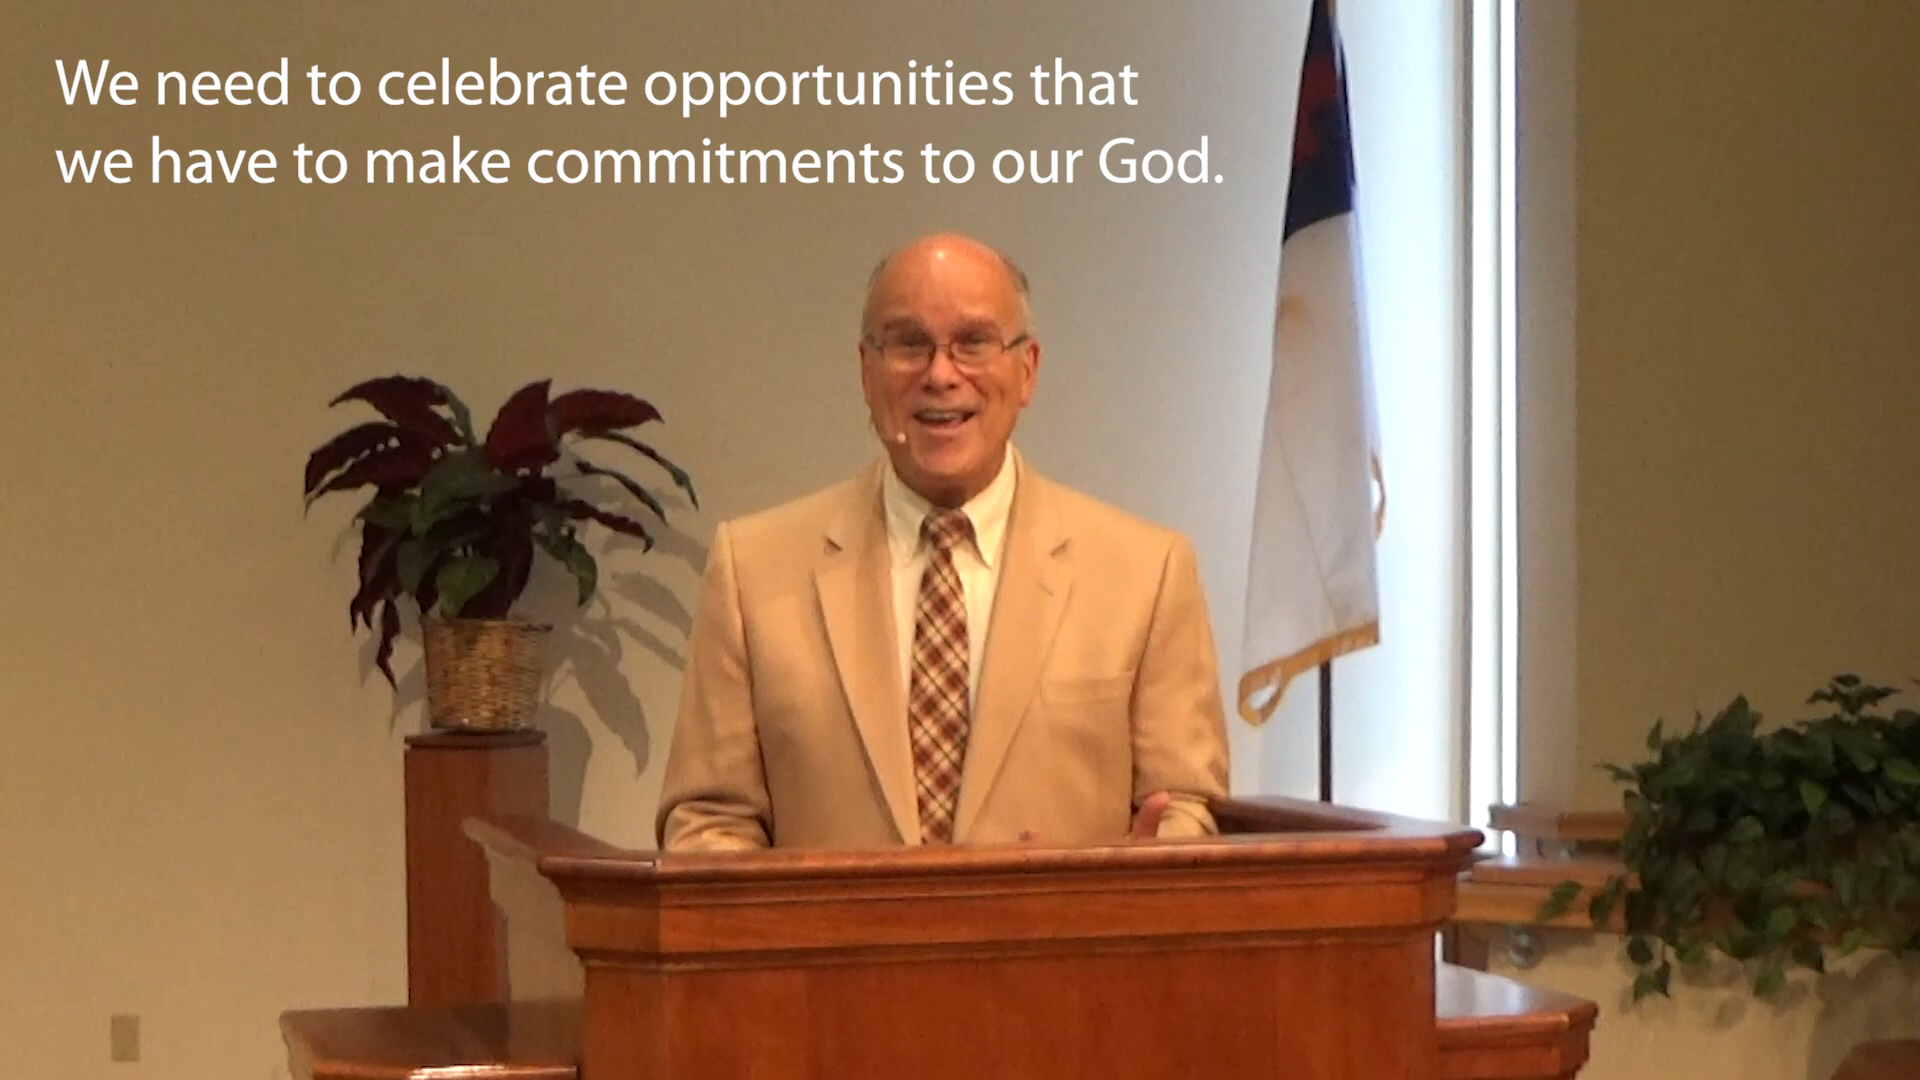 We need to celebrate opportunities that
we have to make commitments to our God.